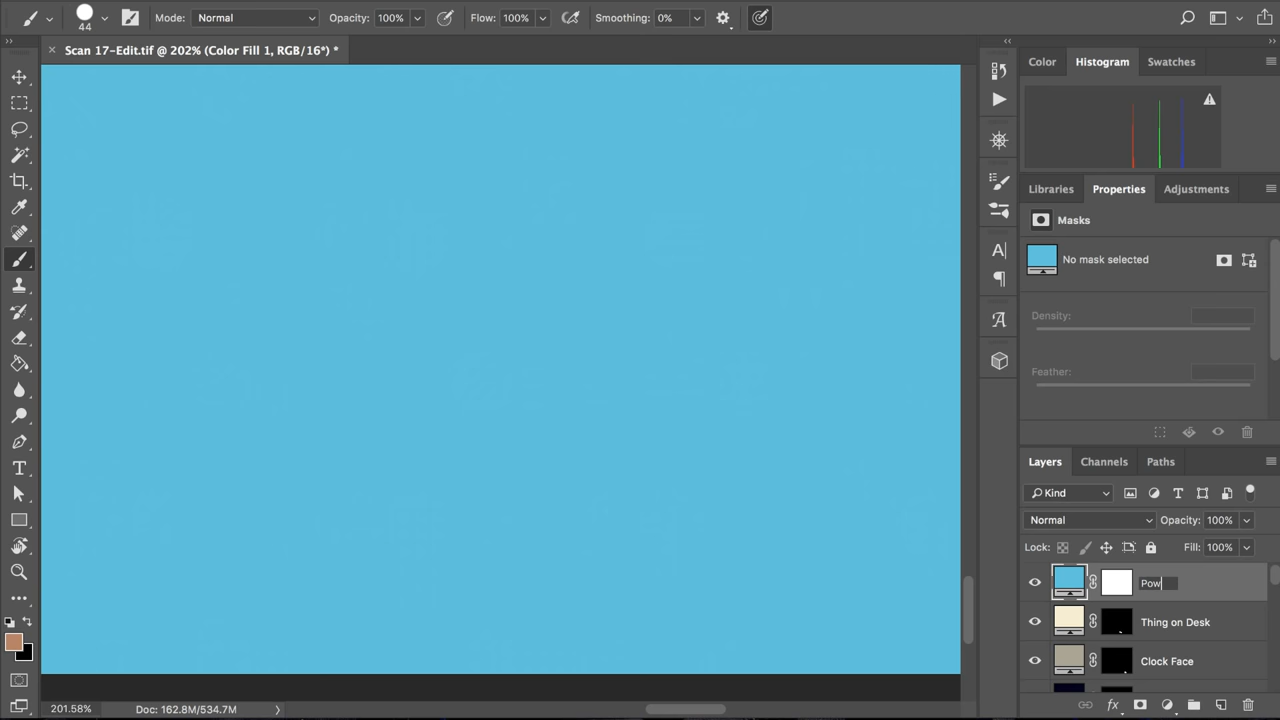 44 Mode: Normal Opacity: 100% Flow: 100% Smoothing: 0%
Scan 17-Edit.tif @ 202% (Color Fill 1, RGB/16*) *
Color Histogram Swatches
Libraries Properties Adjustments
Masks
No mask selected
Density:
Feather:
Layers Channels Paths
Kind
Normal Opacity: 100%
Lock: Fill: 100%
Pow
Thing on Desk
Clock Face
201.58% Doc: 162.8M/534.7M